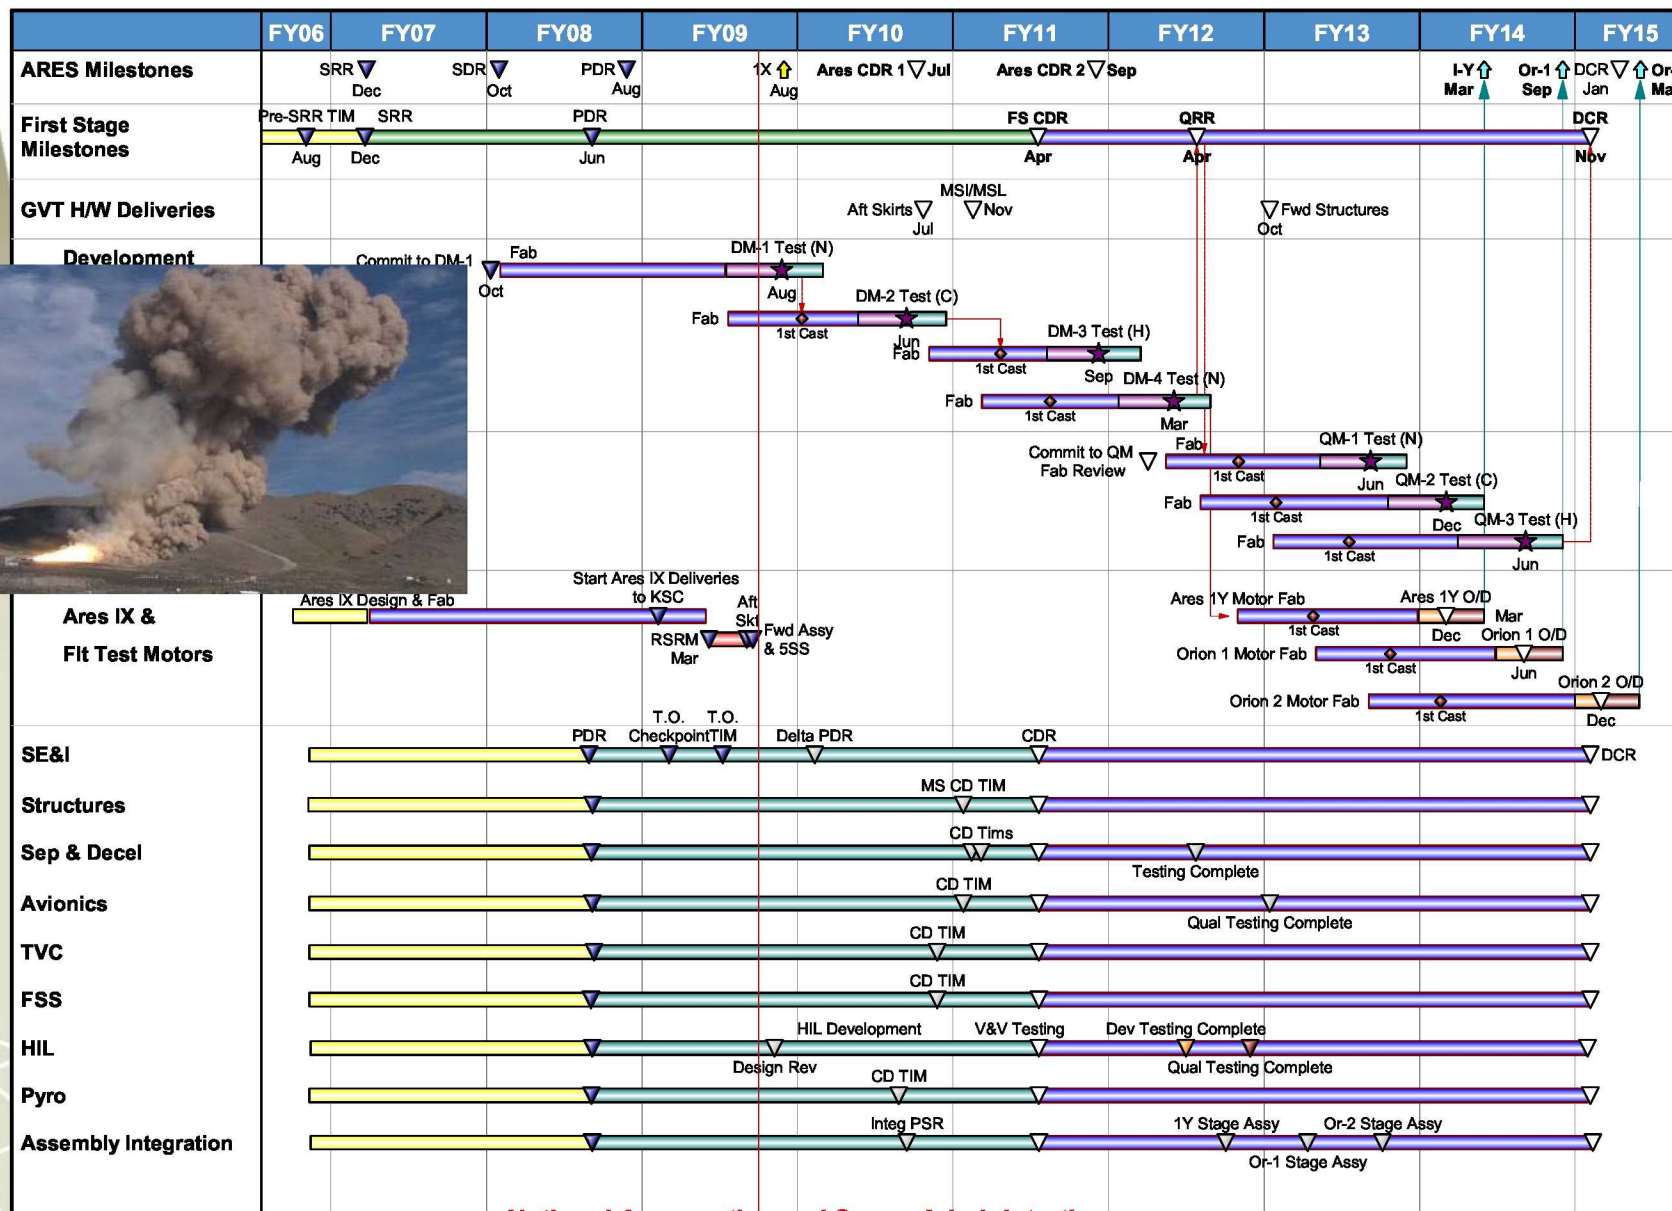 FY06 FY07 FY08 FY09 FY10 FY11 FY12 FY13 FY14 FY15
ARES Milestones
SRR
Dec
SDR
Oct
PDR
Aug
1X
Aug
Ares CDR 1 Jul
Ares CDR 2 Sep
I-Y
Mar
Or-1
Sep
DCR
Jan
First Stage
Milestones
Pre-SRR TIM
Aug
SRR
Dec
PDR
Jun
FS CDR
Apr
QRR
Apr
DCR
Nov
GVT H/W Deliveries
Aft Skirts
Jul
MSI/MSL
Nov
Fwd Structures
Oct
Development
Commit to DM-1
Oct
Fab
DM-1 Test (N)
Aug
Fab
1st Cast
DM-2 Test (C)
Jun
Fab
1st Cast
DM-3 Test (H)
Sep
Fab
1st Cast
DM-4 Test (N)
Mar
Commit to QM
Fab Review
Fab
1st Cast
QM-1 Test (N)
Jun
Fab
1st Cast
QM-2 Test (C)
Dec
Fab
1st Cast
QM-3 Test (H)
Jun
Ares IX &
Flt Test Motors
Ares IX Design & Fab
Start Ares IX Deliveries
to KSC
RSRM
Mar
Aft
Skt
Fwd Assy
& 5SS
Ares 1Y Motor Fab
1st Cast
Ares 1Y O/D
Dec
Mar
Orion 1 Motor Fab
1st Cast
Orion 1 O/D
Jun
Orion 2 Motor Fab
1st Cast
Orion 2 O/D
Dec
SE&I
PDR
T.O.
Checkpoint
T.O.
TIM
Delta PDR
CDR
DCR
Structures
MS CD TIM
Sep & Decel
CD Tims
Testing Complete
Avionics
CD TIM
Qual Testing Complete
TVC
CD TIM
FSS
CD TIM
HIL
HIL Development
Design Rev
V&V Testing
Dev Testing Complete
Qual Testing Complete
Pyro
CD TIM
Assembly Integration
Integ PSR
1Y Stage Assy
Or-1 Stage Assy
Or-2 Stage Assy